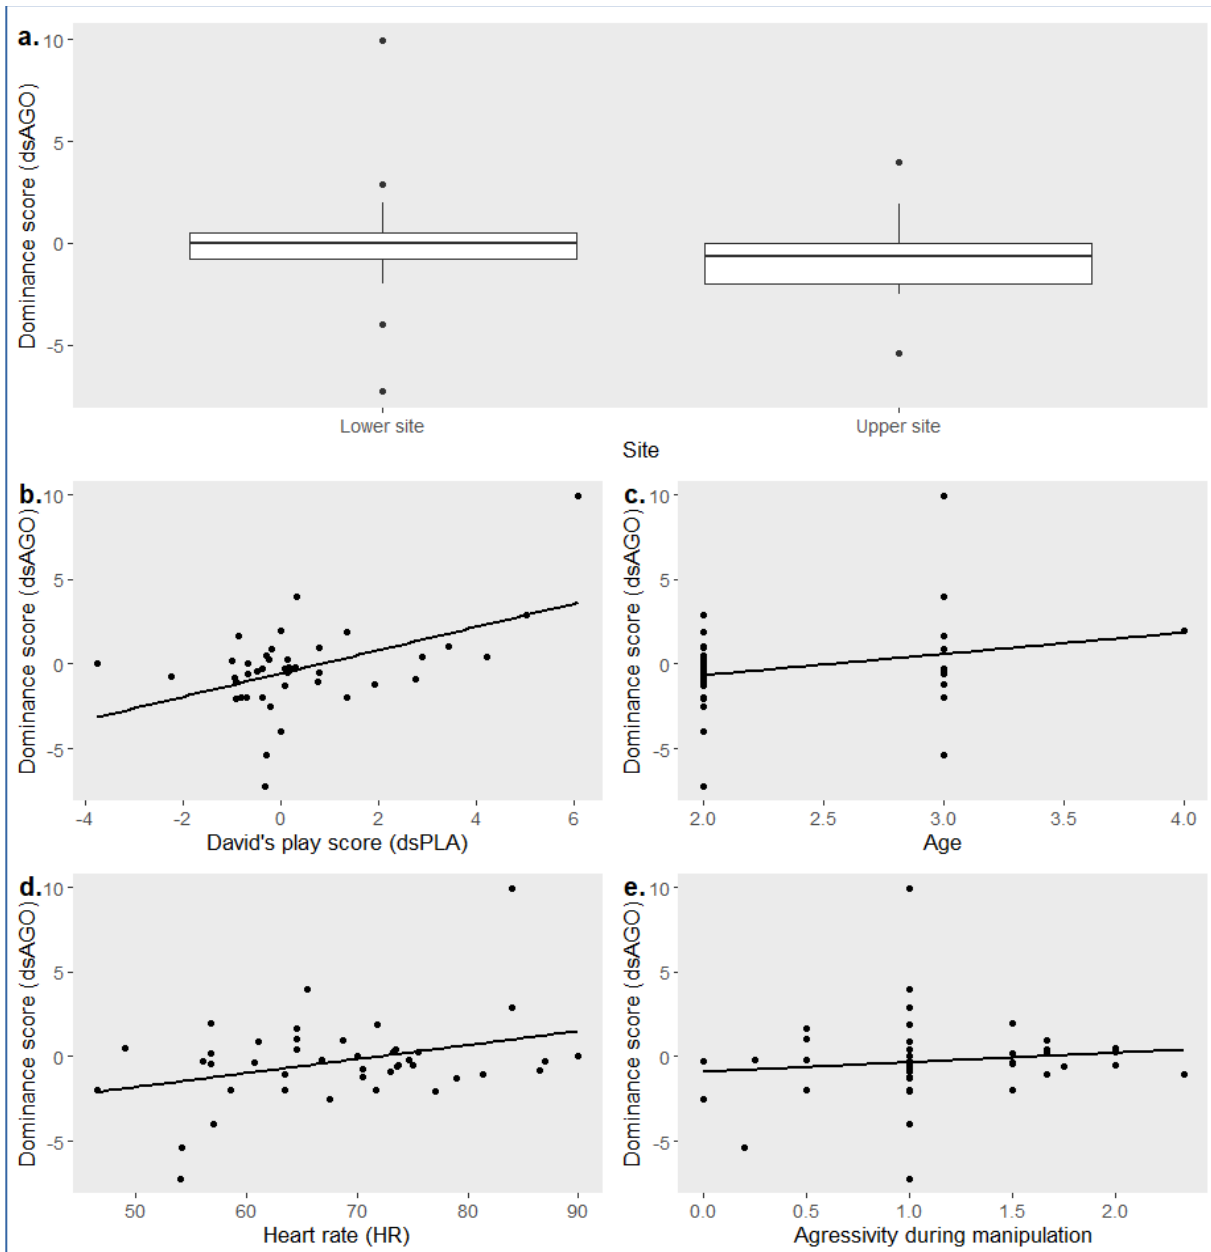 a.
10
5
0
-5
Dominance score (dsAGO)
Lower site
Upper site
Site
b.
10
5
0
-5
Dominance score (dsAGO)
-4
-2
0
2
4
6
David's play score (dsPLA)
c.
10
5
0
-5
Dominance score (dsAGO)
2.0
2.5
3.0
3.5
4.0
Age
d.
10
5
0
-5
Dominance score (dsAGO)
50
60
70
80
90
Heart rate (HR)
e.
10
5
0
-5
Dominance score (dsAGO)
0.0
0.5
1.0
1.5
2.0
Agressivity during manipulation